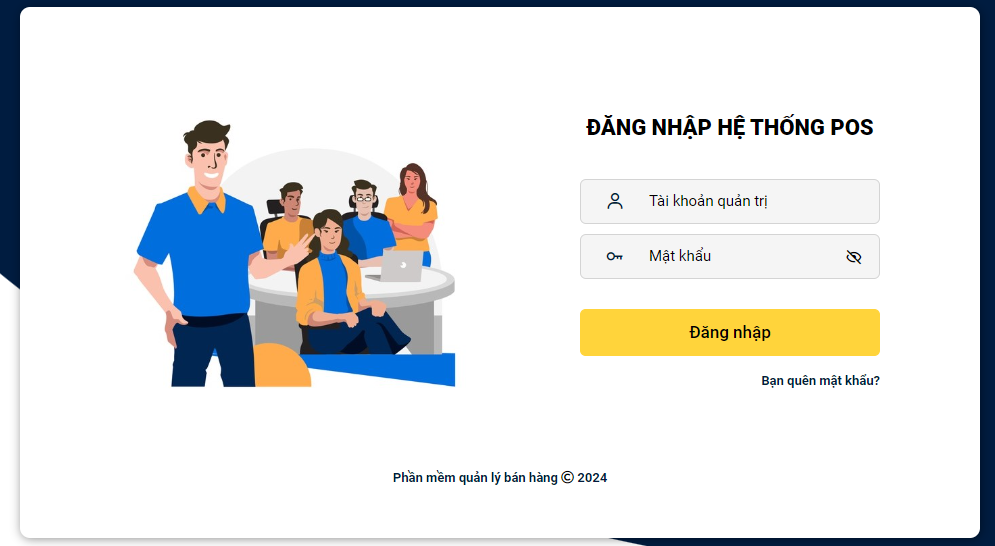 ĐĂNG NHẬP HỆ THỐNG POS
Tài khoản quản trị
Mật khẩu
Đăng nhập
Bạn quên mật khẩu?
Phần mềm quản lý bán hàng © 2024